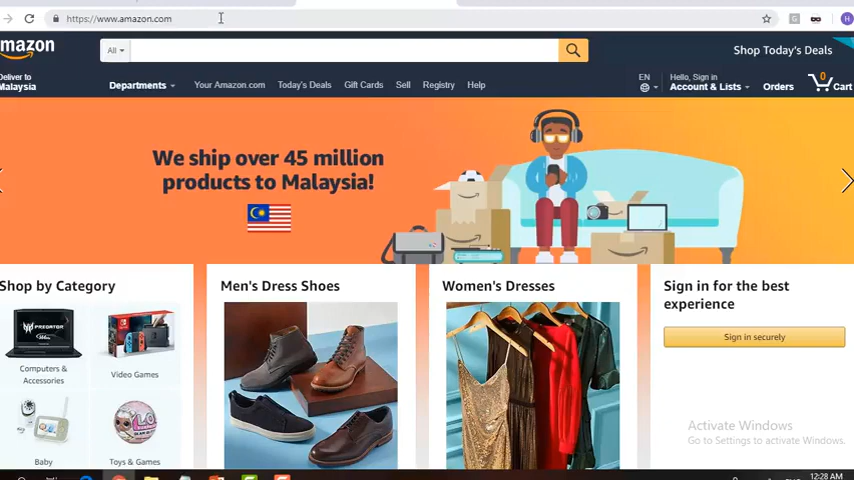 https://www.amazon.com
H
amazon
All
Shop Today's Deals
Deliver to
Malaysia
Departments
Your Amazon.com
Today's Deals
Gift Cards
Sell
Registry
Help
EN
Hello, Sign in
Account & Lists
Orders
0
Cart
We ship over 45 million
products to Malaysia!
Shop by Category
Men's Dress Shoes
Women's Dresses
Sign in for the best
experience
PREDATOR
Sign in securely
Computers &
Accessories
Video Games
L.O.L.
Baby
Toys & Games
Activate Windows
Go to Settings to activate Windows.
12:28 AM